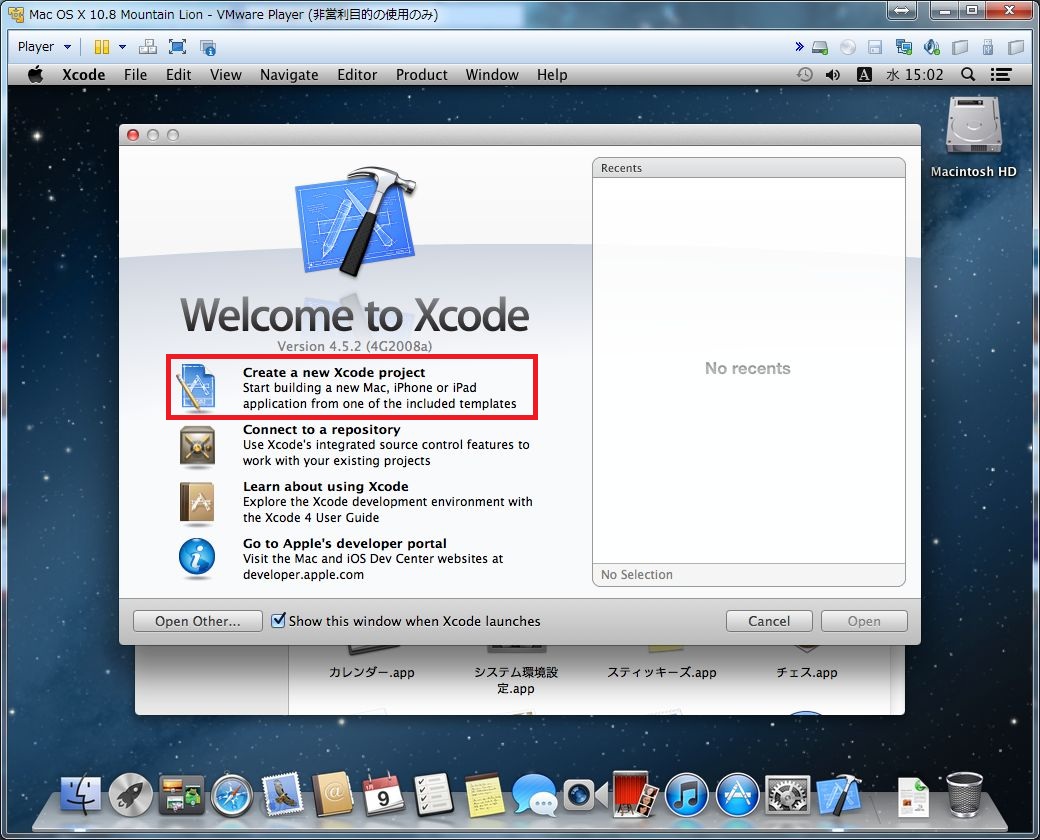 Mac OS X 10.8 Mountain Lion - VMware Player (非営利目的の使用のみ)
Player
Xcode File Edit View Navigate Editor Product Window Help
A 水 15:02
Macintosh HD
Recents
No recents
No Selection
Welcome to Xcode
Version 4.5.2 (4G2008a)
Create a new Xcode project
Start building a new Mac, iPhone or iPad
application from one of the included templates
Connect to a repository
Use Xcode's integrated source control features to
work with your existing projects
Learn about using Xcode
Explore the Xcode development environment with
the Xcode 4 User Guide
Go to Apple's developer portal
Visit the Mac and iOS Dev Center websites at
developer.apple.com
Open Other...
Show this window when Xcode launches
Cancel
Open
カレンダー.app
システム環境設
定.app
スティッキーズ.app
チェス.app
9